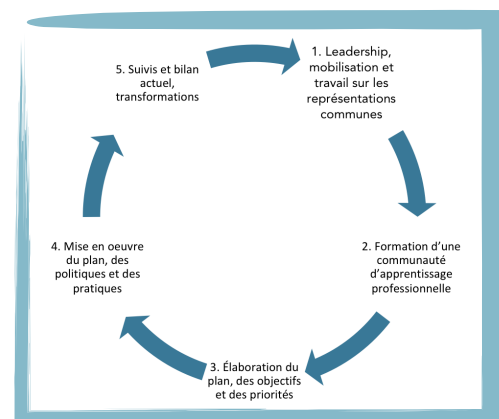 1. Leadership,
mobilisation et
travail sur les
représentations
communes
2. Formation d’une
communauté
d’apprentissage
professionnelle
3. Élaboration du
plan, des objectifs
et des priorités
4. Mise en oeuvre
du plan, des
politiques et des
pratiques
5. Suivis et bilan
actuel,
transformations